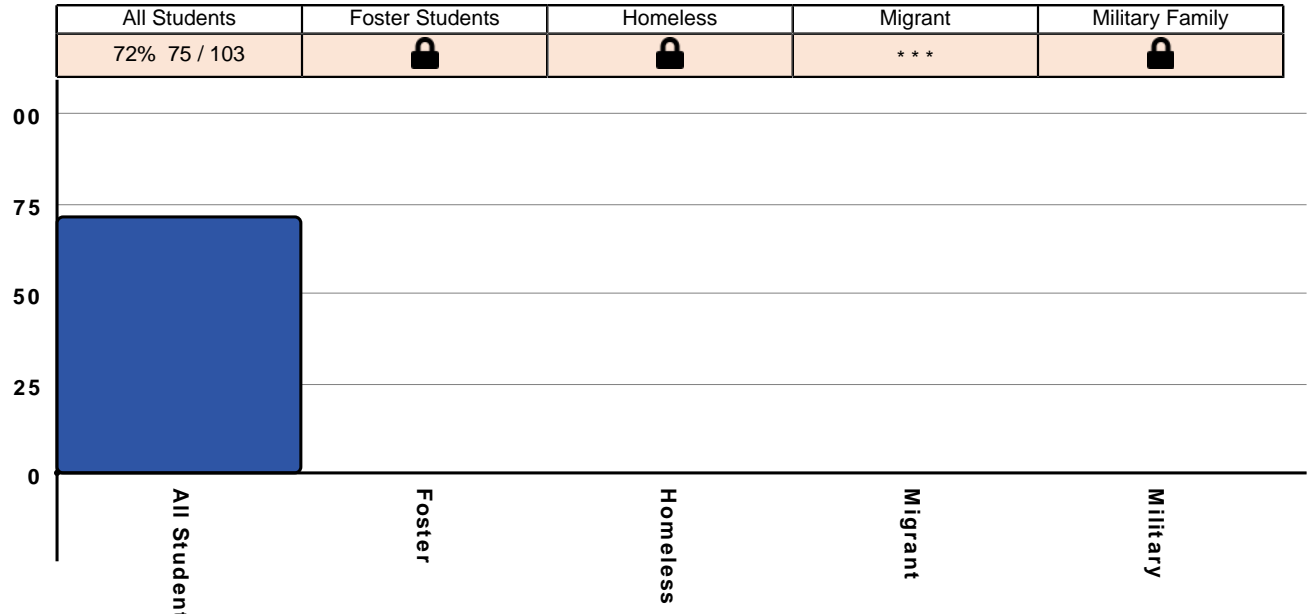 All Students Foster Students Homeless Migrant Military Family
72% 75 / 103 * * *
00
75
50
25
0
All Student
Foster
Homeless
Migrant
Military